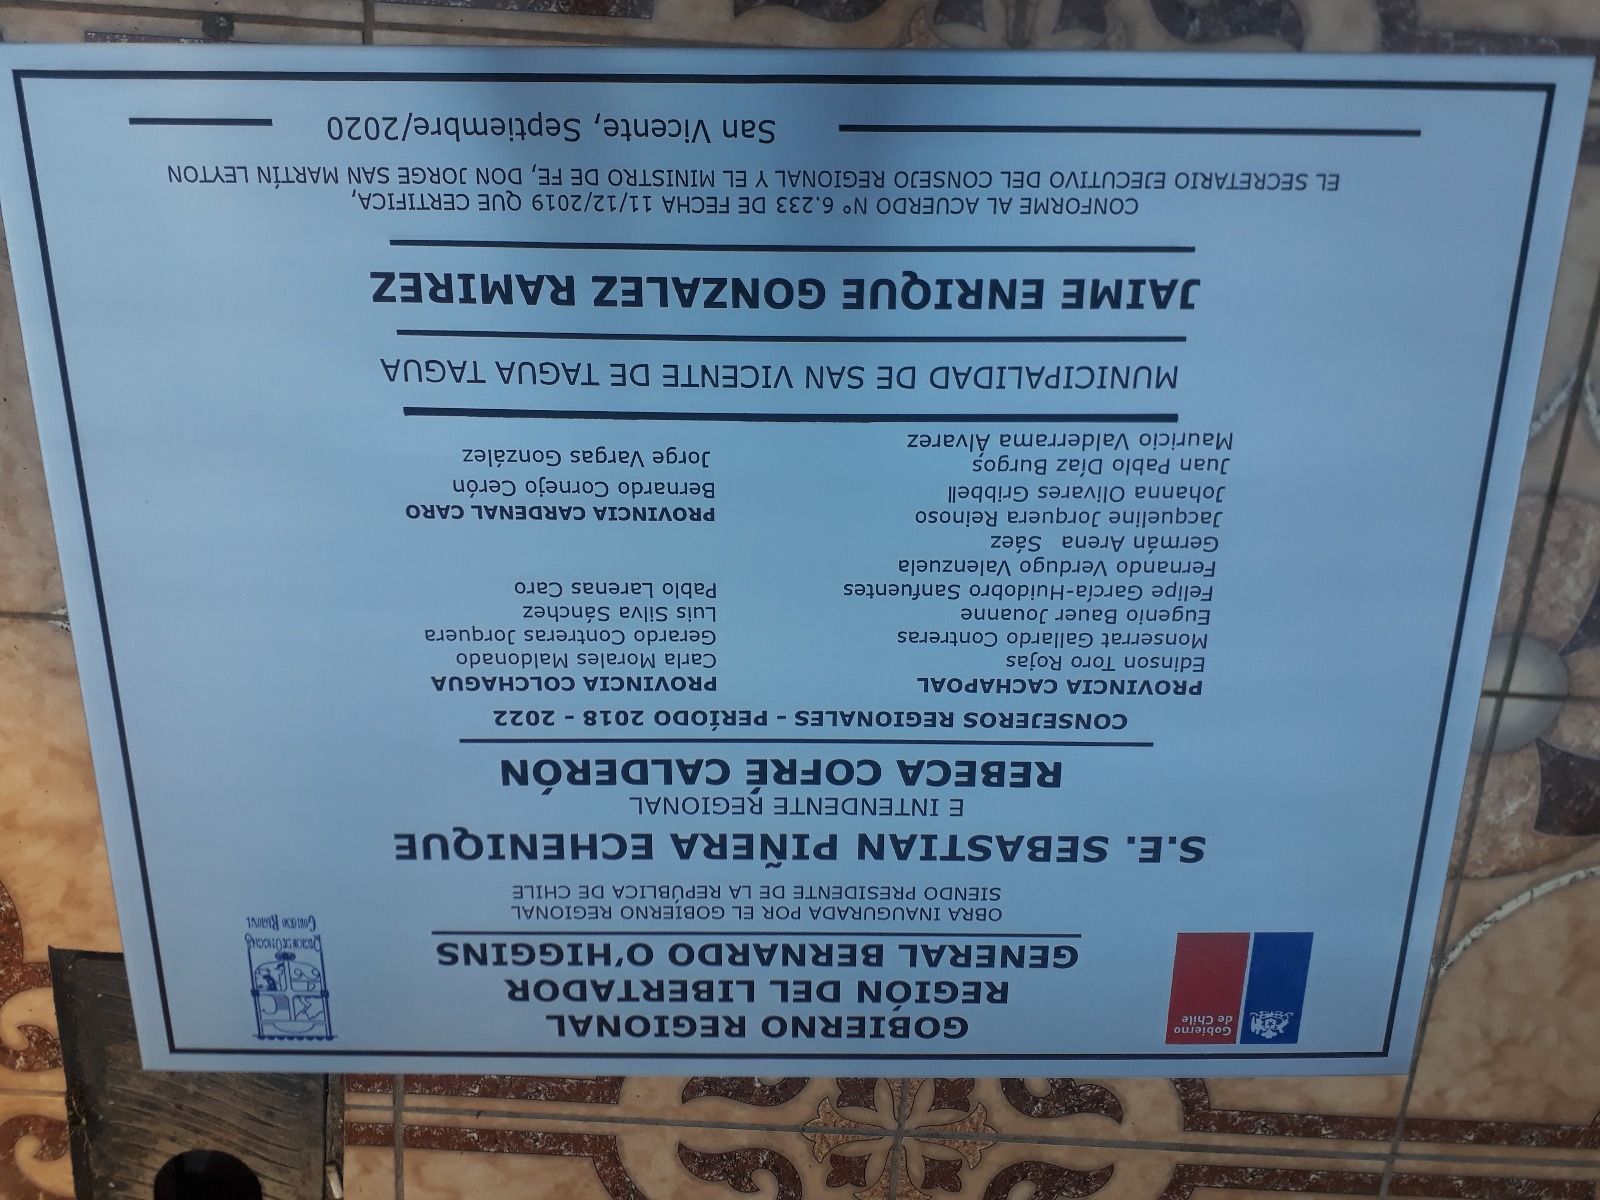 Gobierno
de Chile
GOBIERNO REGIONAL
REGIÓN DEL LIBERTADOR
GENERAL BERNARDO O'HIGGINS
REGION DE O'HIGGINS
GOBIERNO REGIONAL
OBRA INAUGURADA POR EL GOBIERNO REGIONAL
SIENDO PRESIDENTE DE LA REPÚBLICA DE CHILE
S.E. SEBASTIAN PIÑERA ECHENIQUE
E INTENDENTE REGIONAL
REBECA COFRÉ CALDERÓN
CONSEJEROS REGIONALES - PERÍODO 2018 - 2022
PROVINCIA CACHAPOAL
Edinson Toro Rojas
Monserrat Gallardo Contreras
Eugenio Bauer Jouanne
Felipe García-Huidobro Sanfuentes
Fernando Verdugo Valenzuela
Germán Arena Sáez
Jacqueline Jorquera Reinoso
Johanna Olivares Gribbell
Juan Pablo Díaz Burgos
Mauricio Valderrama Álvarez
PROVINCIA COLCHAGUA
Carla Morales Maldonado
Gerardo Contreras Jorquera
Luis Silva Sánchez
Pablo Larenas Caro
PROVINCIA CARDENAL CARO
Bernardo Cornejo Cerón
Jorge Vargas González
MUNICIPALIDAD DE SAN VICENTE DE TAGUA TAGUA
JAIME ENRIQUE GONZALEZ RAMIREZ
CONFORME AL ACUERDO Nº 6.233 DE FECHA 11/12/2019 QUE CERTIFICA,
EL SECRETARIO EJECUTIVO DEL CONSEJO REGIONAL Y EL MINISTRO DE FE, DON JORGE SAN MARTÍN LEYTON
San Vicente, Septiembre/2020